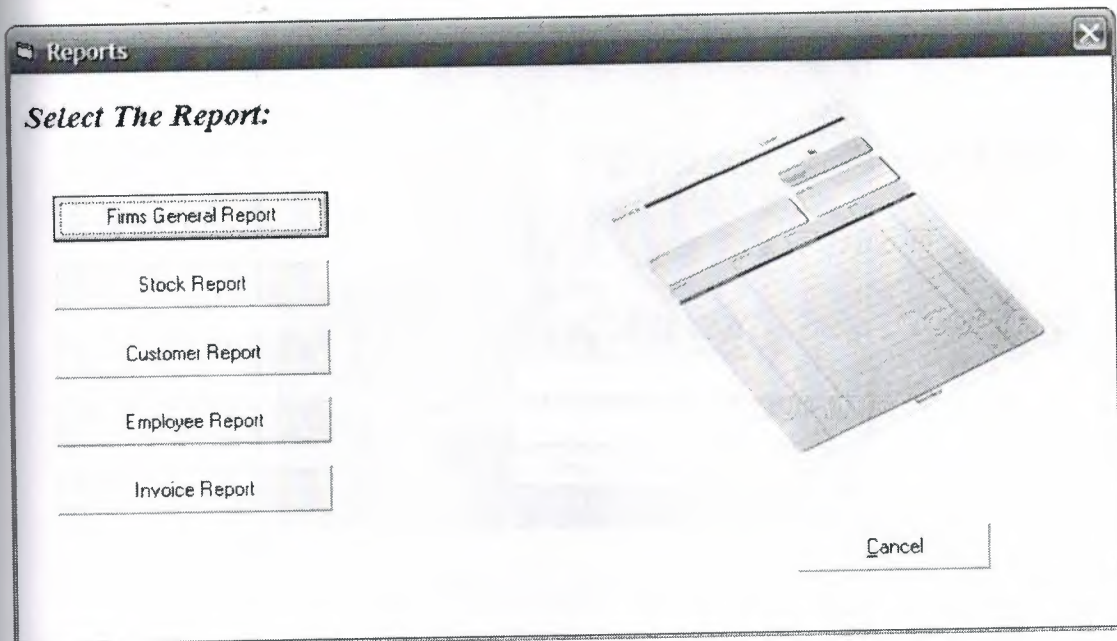 Reports
Select The Report:
Firms General Report
Stock Report
Customer Report
Employee Report
Invoice Report
Cancel